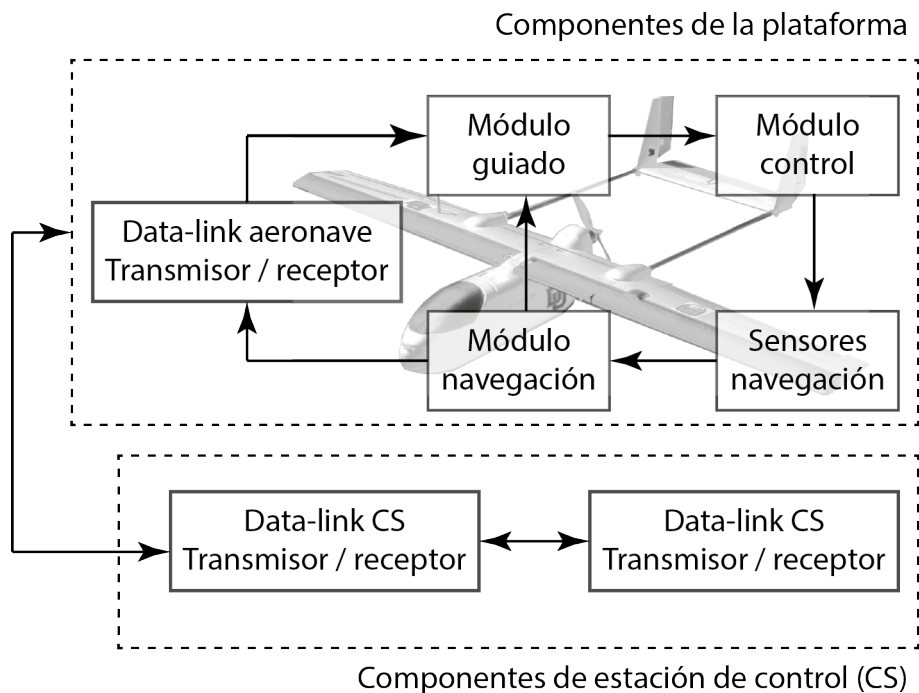 Componentes de la plataforma
Módulo
guiado
Módulo
control
Data-link aeronave
Transmisor / receptor
Módulo
navegación
Sensores
navegación
Data-link CS
Transmisor / receptor
Data-link CS
Transmisor / receptor
Componentes de estación de control (CS)